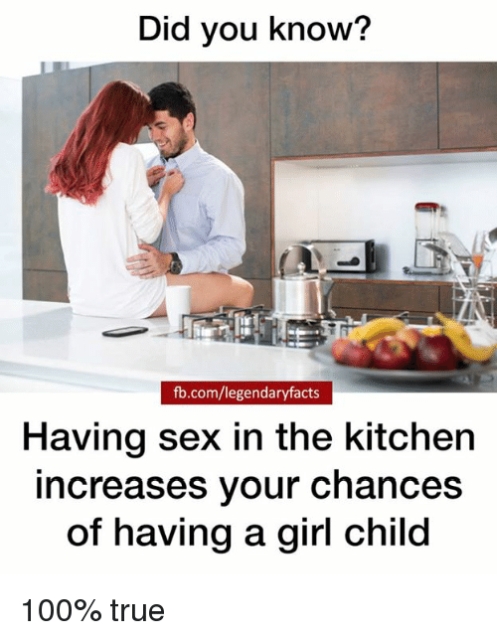 Did you know?
fb.com/legendaryfacts
Having sex in the kitchen
increases your chances
of having a girl child
100% true